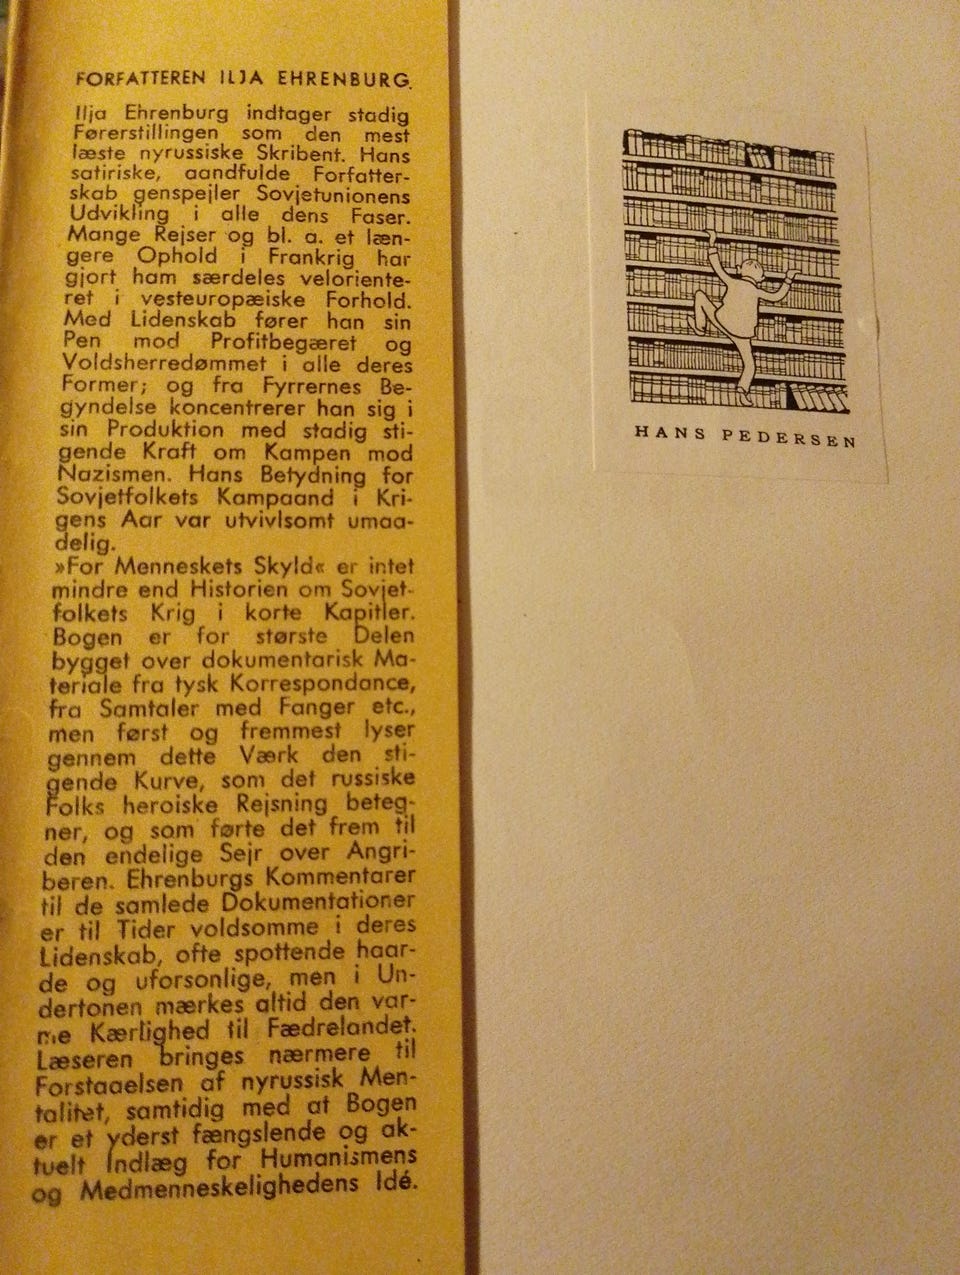 FORFATTEREN ILJA EHRENBURG.
Ilja Ehrenburg indtager stadig
Førerstillingen som den mest
læste nyrussiske Skribent. Hans
satiriske, aandfulde Forfatter-
skab genspejler Sovjetunionens
Udvikling i alle dens Faser.
Mange Rejser og bl. a. et læn-
gere Ophold i Frankrig har
gjort ham særdeles veloriente-
ret i vesteuropæiske Forhold.
Med Lidenskab fører han sin
Pen mod Profitbegæret og
Voldsherredømmet i alle deres
Former; og fra Fyrrernes Be-
gyndelse koncentrerer han sig i
sin Produktion med stadig sti-
gende Kraft om Kampen mod
Nazismen. Hans Betydning for
Sovjetfolkets Kampaand i Kri-
gens Aar var utvivlsomt umaa-
delig.
»For Menneskets Skyld« er intet
mindre end Historien om Sovjet-
folkets Krig i korte Kapitler.
Bogen er for største Delen
bygget over dokumentarisk Ma-
teriale fra tysk Korrespondance,
fra Samtaler med Fanger etc.,
men først og fremmest lyser
gennem dette Værk den sti-
gende Kurve, som det russiske
Folks heroiske Rejsning beteg-
ner, og som førte det frem til
den endelige Sejr over Angri-
beren. Ehrenburgs Kommentarer
til de samlede Dokumentationer
er til Tider voldsomme i deres
Lidenskab, ofte spottende haar-
de og uforsonlige, men i Un-
dertonen mærkes altid den var-
me Kærlighed til Fædrelandet.
Læseren bringes nærmere til
Forstaaelsen af nyrussisk Men-
talitet, samtidig med at Bogen
er et yderst fængslende og ak-
tuelt Indlæg for Humanismens
og Medmenneskelighedens Idé.
HANS PEDERSEN